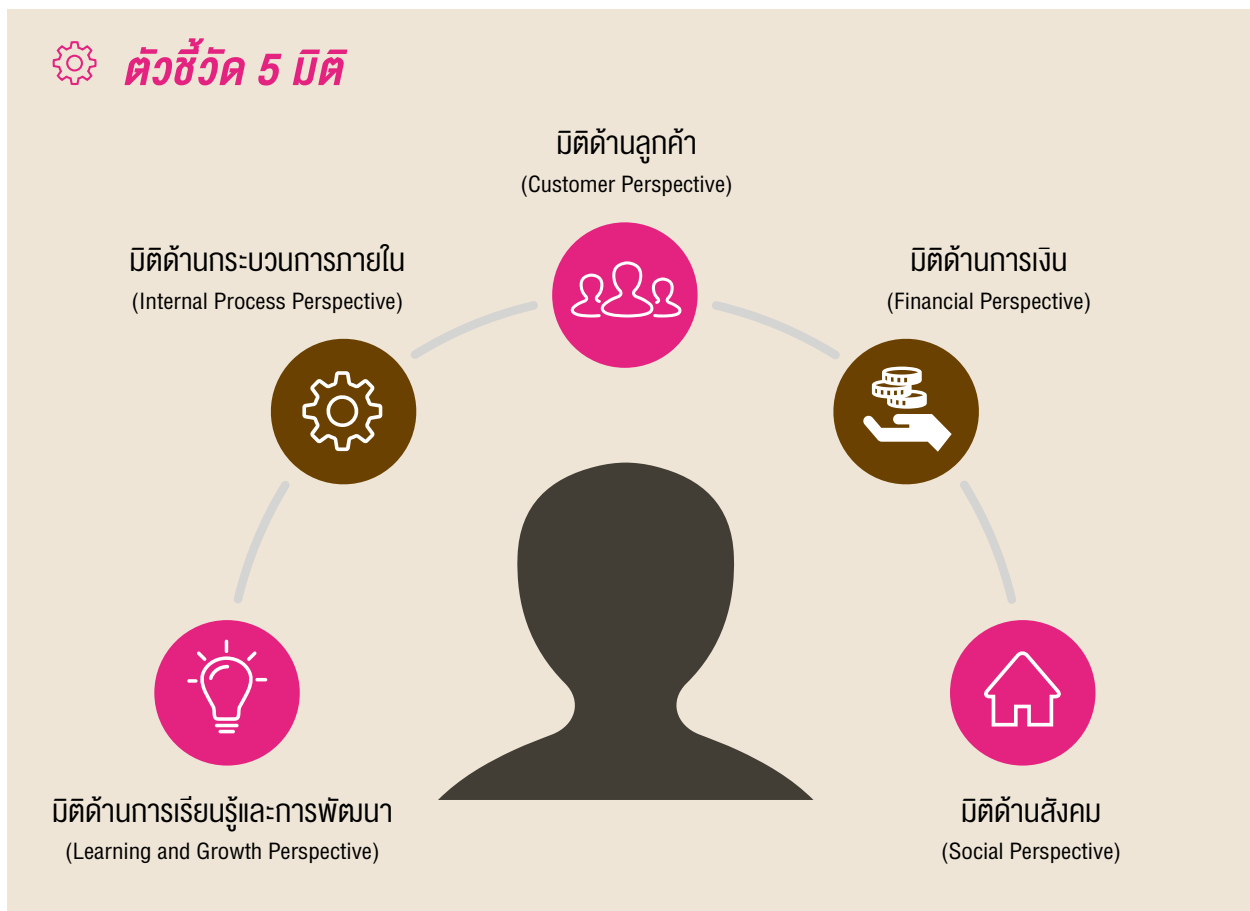 ตัวชี้วัด 5 มิติ
มิติด้านลูกค้า
(Customer Perspective)
มิติด้านกระบวนการภายใน
(Internal Process Perspective)
มิติด้านการเงิน
(Financial Perspective)
มิติด้านการเรียนรู้และการพัฒนา
(Learning and Growth Perspective)
มิติด้านสังคม
(Social Perspective)